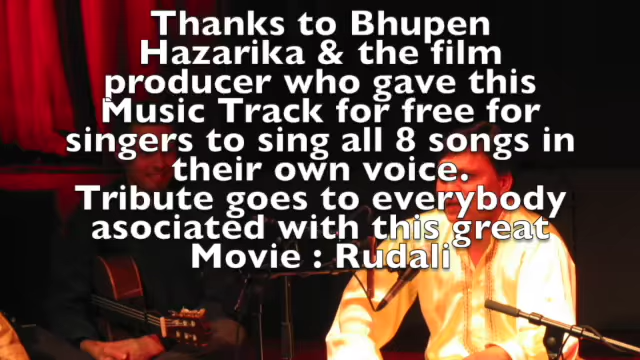 Thanks to Bhupen
Hazarika & the film
producer who gave this
Music Track for free for
singers to sing all 8 songs in
their own voice.
Tribute goes to everybody
asociated with this great
Movie : Rudali